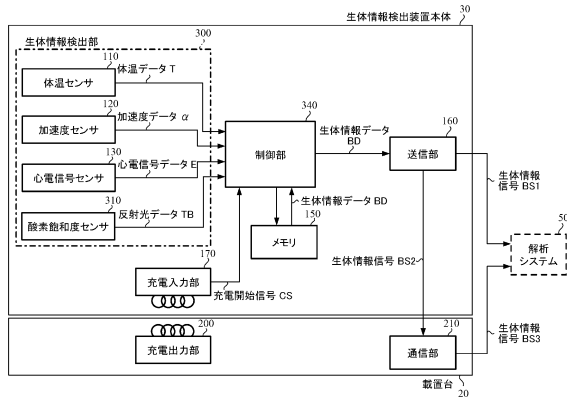 生体情報検出装置本体
30
生体情報検出部
300
110
体温データ T
体温センサ
120
加速度データ α
加速度センサ
130
心電信号データ E
心電信号センサ
310
反射光データ TB
酸素飽和度センサ
340
制御部
生体情報データ
BD
160
送信部
生体情報
信号 BS1
生体情報データ BD
150
メモリ
170
充電入力部
充電開始信号 CS
生体情報信号 BS2
50
解析
システム
200
充電出力部
210
通信部
生体情報
信号 BS3
載置台
20